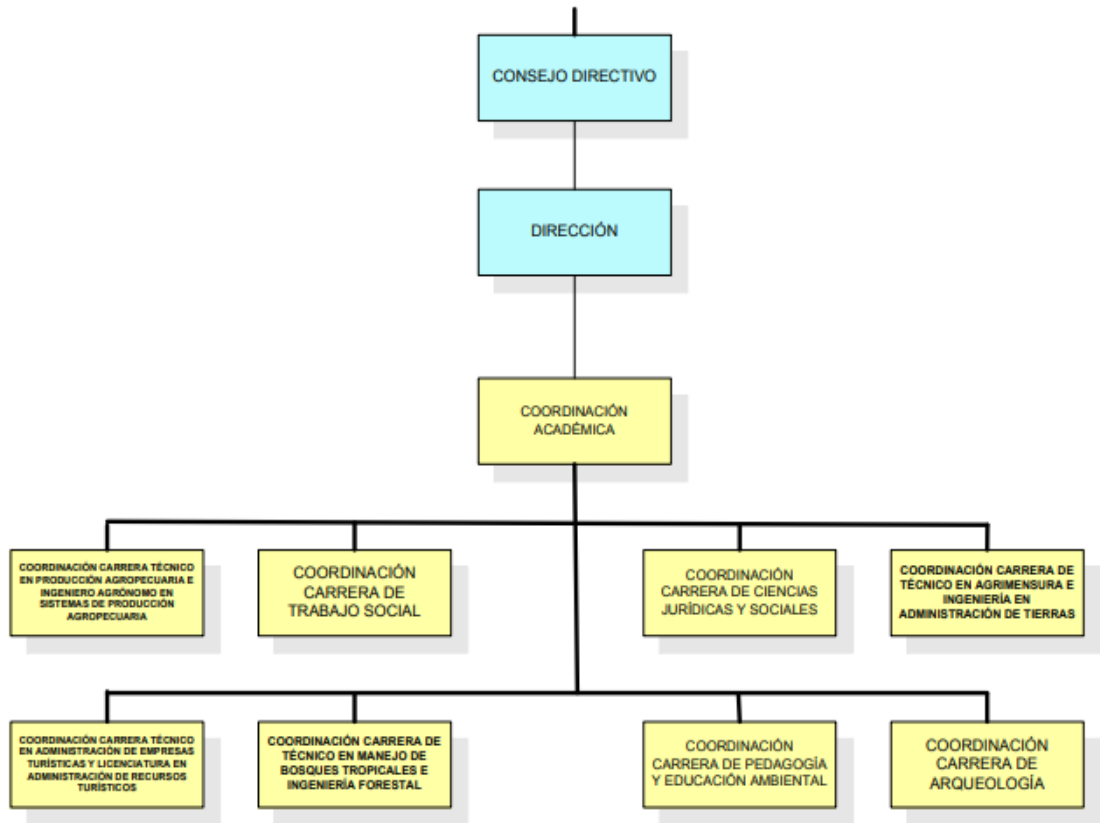 CONSEJO DIRECTIVO
DIRECCIÓN
COORDINACIÓN
ACADÉMICA
COORDINACIÓN CARRERA TÉCNICO
EN PRODUCCIÓN AGROPECUARIA E
INGENIERO AGRÓNOMO EN
SISTEMAS DE PRODUCCIÓN
AGROPECUARIA
COORDINACIÓN
CARRERA DE
TRABAJO SOCIAL
COORDINACIÓN
CARRERA DE CIENCIAS
JURÍDICAS Y SOCIALES
COORDINACIÓN CARRERA DE
TÉCNICO EN AGRIMENSURA E
INGENIERÍA EN
ADMINISTRACIÓN DE TIERRAS
COORDINACIÓN CARRERA TÉCNICO
EN ADMINISTRACIÓN DE EMPRESAS
TURÍSTICAS Y LICENCIATURA EN
ADMINISTRACIÓN DE RECURSOS
TURÍSTICOS
COORDINACIÓN CARRERA DE
TÉCNICO EN MANEJO DE
BOSQUES TROPICALES E
INGENIERÍA FORESTAL
COORDINACIÓN
CARRERA DE PEDAGOGÍA
Y EDUCACIÓN AMBIENTAL
COORDINACIÓN
CARRERA DE
ARQUEOLOGÍA